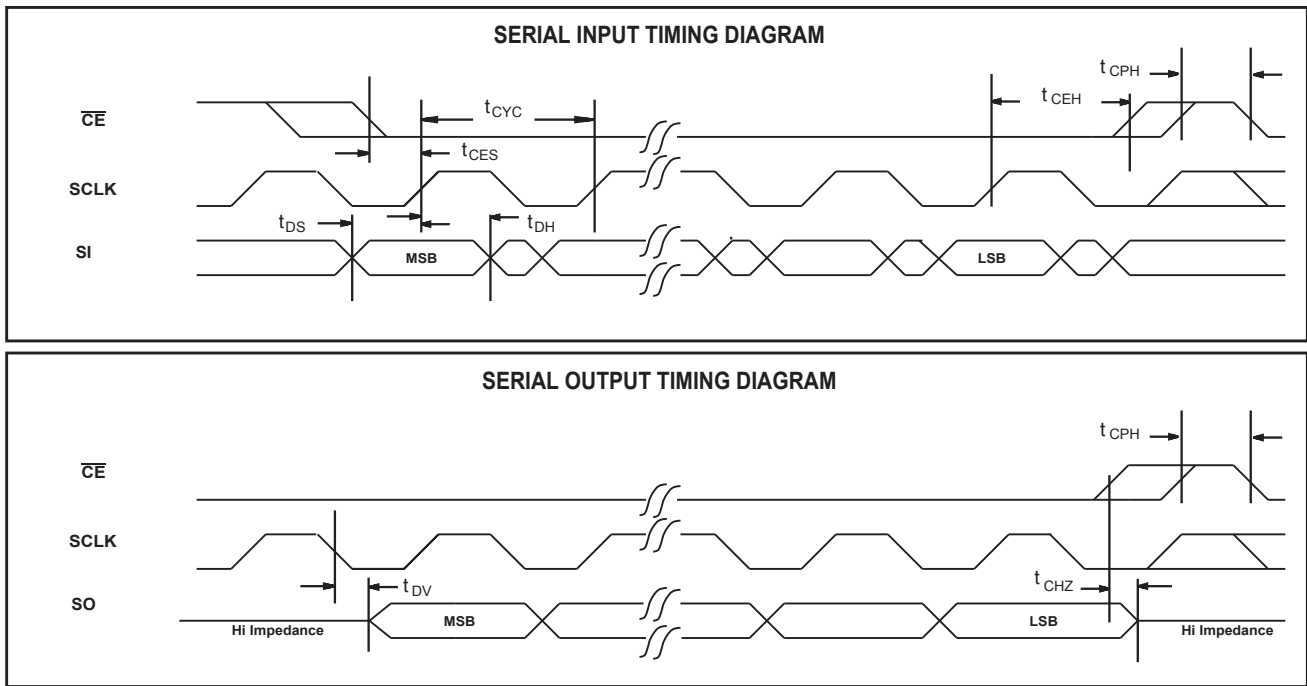 SERIAL INPUT TIMING DIAGRAM
t CPH
CE
t CYC
t CEH
t CES
SCLK
t DS
t DH
SI
MSB
LSB
SERIAL OUTPUT TIMING DIAGRAM
t CPH
CE
SCLK
t DV
t CHZ
SO
Hi Impedance
MSB
LSB
Hi Impedance